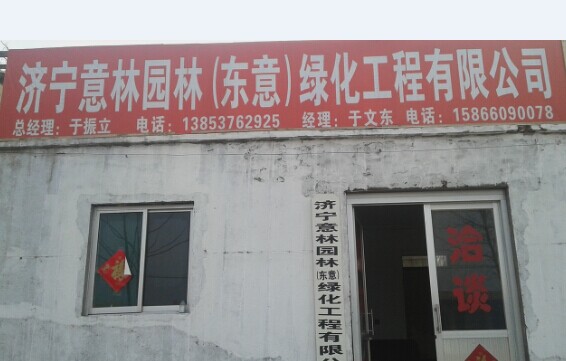 济宁意林园林(东意)绿化工程有限公司
总经理：于振立 电话：13853762925 经理：于文东 电话：15866090078
济宁意林园林(东意)绿化工程有限公
洽谈